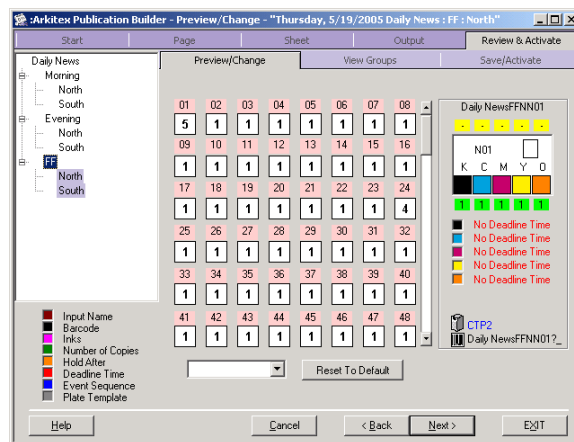 :Arkitex Publication Builder - Preview/Change - "Thursday, 5/19/2005 Daily News : FF : North"
Start Page Sheet Output Review & Activate
Preview/Change View Groups Save/Activate
Daily News
Morning
North
South
Evening
North
South
FF
North
South
01 02 03 04 05 06 07 08
5 1 1 1 1 1 1 1
09 10 11 12 13 14 15 16
1 1 1 1 1 1 1 1
17 18 19 20 21 22 23 24
1 1 1 1 1 1 1 4
25 26 27 28 29 30 31 32
1 1 1 1 1 1 1 1
33 34 35 36 37 38 39 40
1 1 1 1 1 1 1 1
41 42 43 44 45 46 47 48
1 1 1 1 1 1 1 1
Daily NewsFFNN01
- - - - -
N01
K C M Y O
1 1 1 1 1
No Deadline Time
No Deadline Time
No Deadline Time
No Deadline Time
No Deadline Time
CTP2
Daily NewsFFNN01?_
Input Name
Barcode
Inks
Number of Copies
Hold After
Deadline Time
Event Sequence
Plate Template
Reset To Default
Help Cancel < Back Next > EXIT